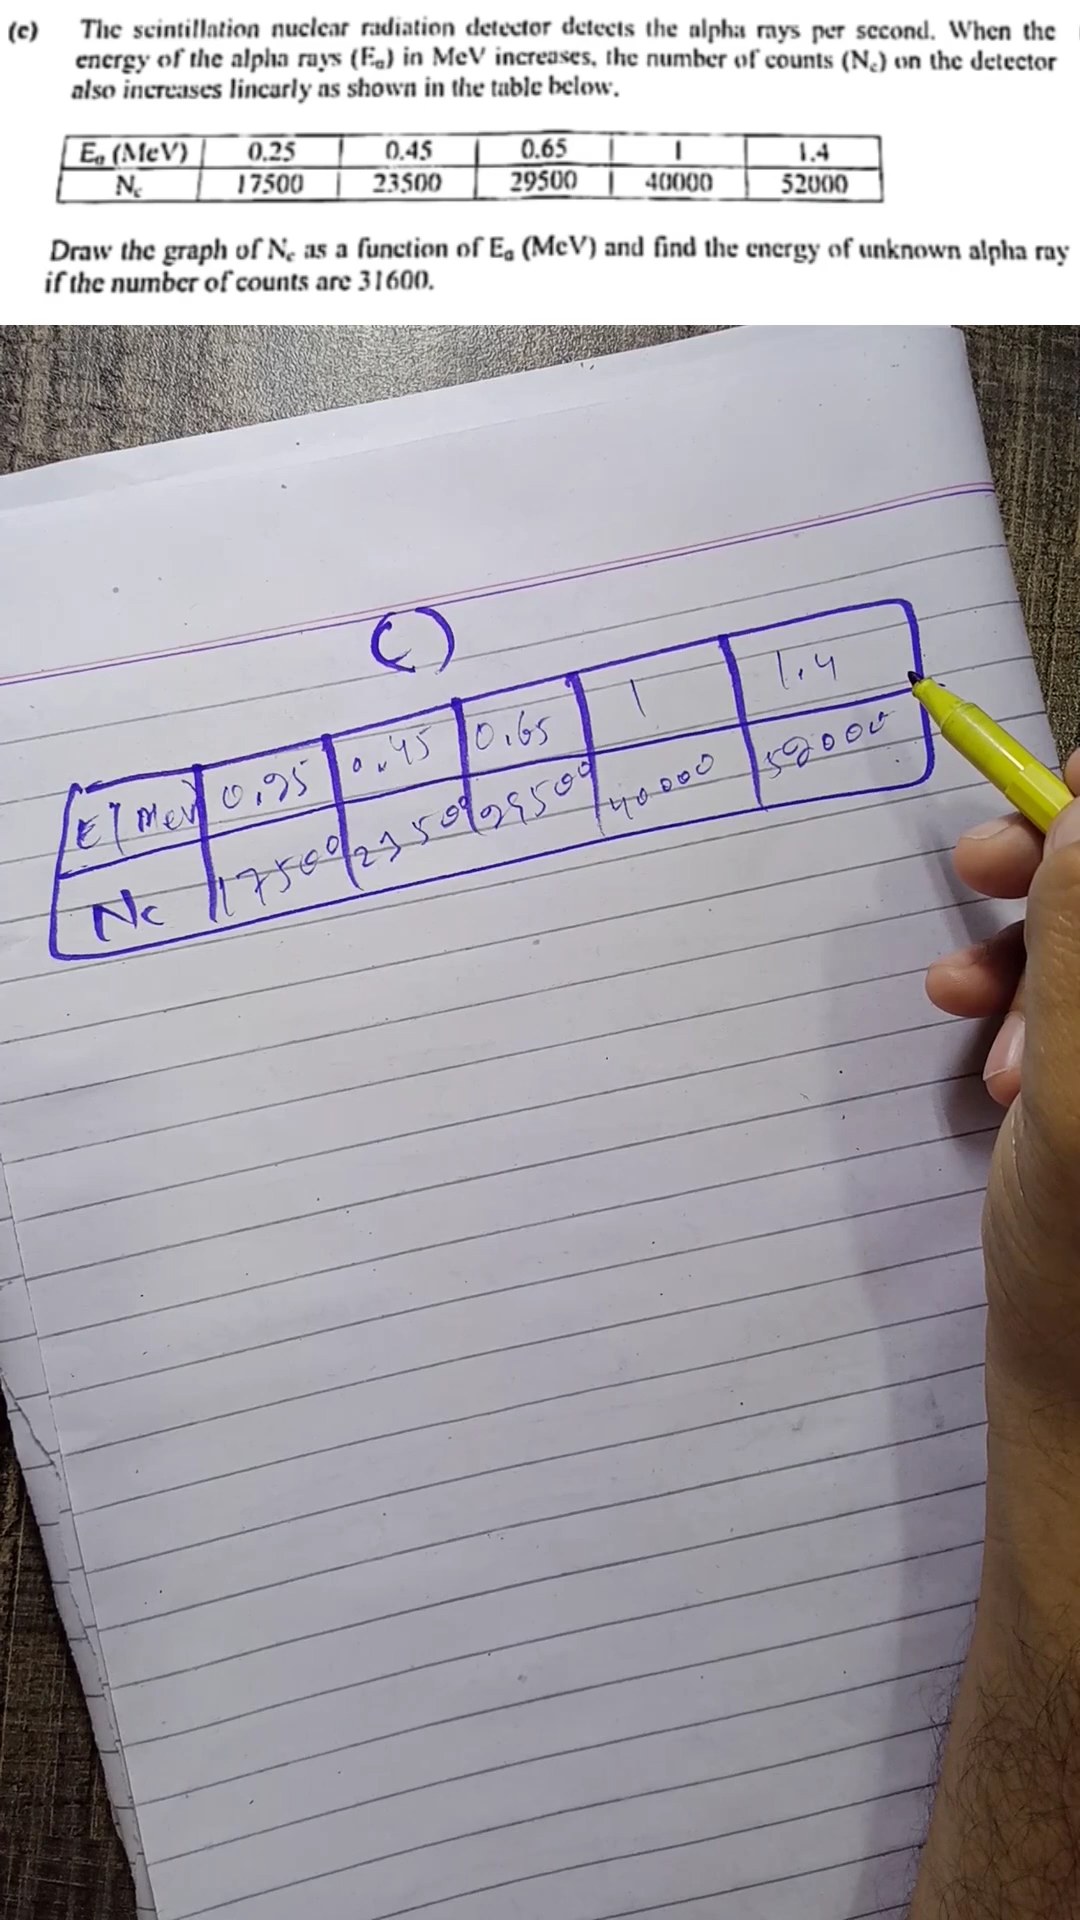 (c) The scintillation nuclear radiation detector detects the alpha rays per second. When the
energy of the alpha rays (Eα) in MeV increases, the number of counts (Nc) on the detector
also increases linearly as shown in the table below.
Eα (MeV) 0.25 0.45 0.65 1 1.4
Nc 17500 23500 29500 40000 52000
Draw the graph of Nc as a function of Eα (MeV) and find the energy of unknown alpha ray
if the number of counts are 31600.
C)
E(Mev) 0.25 0.45 0.65 1 1.4
Nc 17500 23500 29500 40000 52000